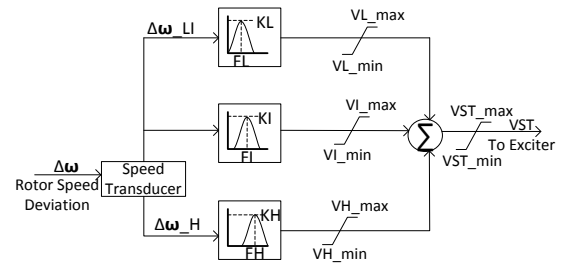 Δω_LI
KL
FL
VL_max
VL_min
KI
FI
VI_max
VI_min
Δω
Rotor Speed
Deviation
Speed
Transducer
Δω_H
KH
FH
VH_max
VH_min
Σ
VST_max
VST_min
VST
To Exciter